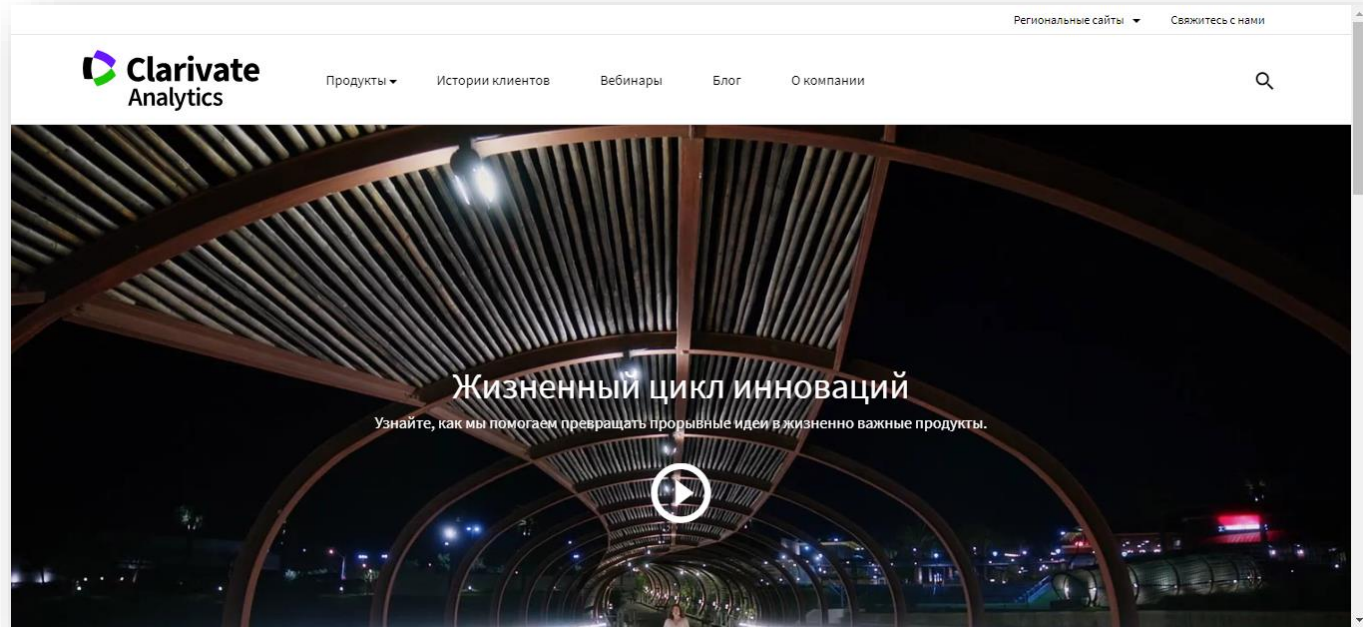 Региональные сайты
Свяжитесь с нами
Clarivate
Analytics
Продукты
Истории клиентов
Вебинары
Блог
О компании
Жизненный цикл инноваций
Узнайте, как мы помогаем превращать прорывные идеи в жизненно важные продукты.